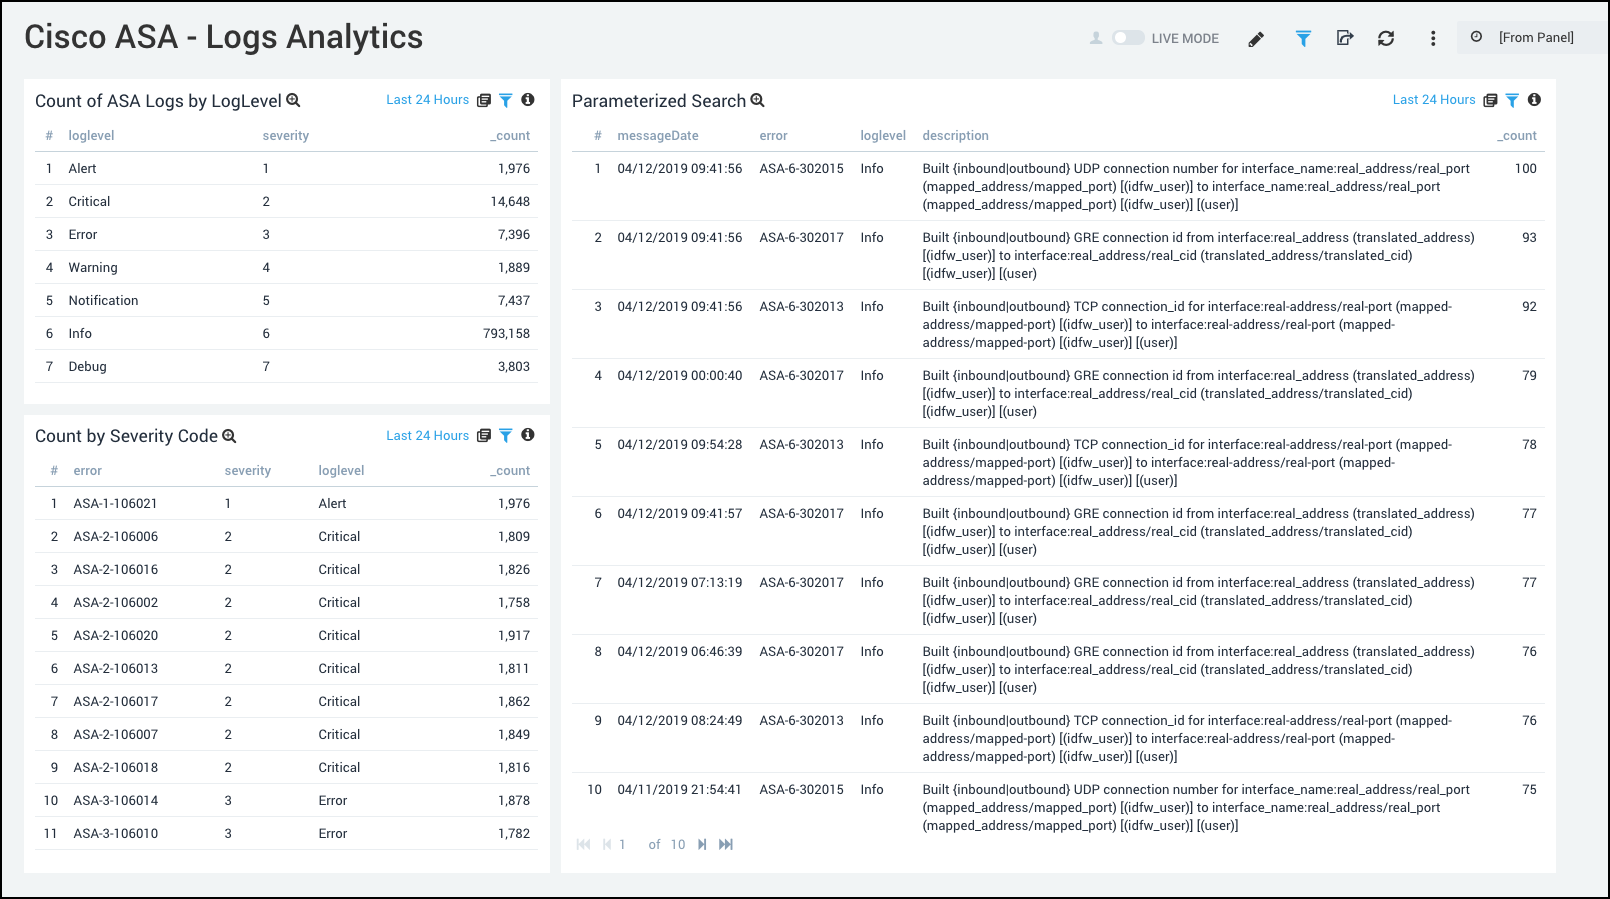 Cisco ASA - Logs Analytics
LIVE MODE
[From Panel]
Count of ASA Logs by LogLevel
Last 24 Hours
# loglevel severity _count
1 Alert 1 1,976
2 Critical 2 14,648
3 Error 3 7,396
4 Warning 4 1,889
5 Notification 5 7,437
6 Info 6 793,158
7 Debug 7 3,803
Count by Severity Code
Last 24 Hours
# error severity loglevel _count
1 ASA-1-106021 1 Alert 1,976
2 ASA-2-106006 2 Critical 1,809
3 ASA-2-106016 2 Critical 1,826
4 ASA-2-106002 2 Critical 1,758
5 ASA-2-106020 2 Critical 1,917
6 ASA-2-106013 2 Critical 1,811
7 ASA-2-106017 2 Critical 1,862
8 ASA-2-106007 2 Critical 1,849
9 ASA-2-106018 2 Critical 1,816
10 ASA-3-106014 3 Error 1,878
11 ASA-3-106010 3 Error 1,782
Parameterized Search
Last 24 Hours
# messageDate error loglevel description _count
1 04/12/2019 09:41:56 ASA-6-302015 Info Built {inbound|outbound} UDP connection number for interface_name:real_address/real_port 100
(mapped_address/mapped_port) [(idfw_user)] to interface_name:real_address/real_port
(mapped_address/mapped_port) [(idfw_user)] [(user)]
2 04/12/2019 09:41:56 ASA-6-302017 Info Built {inbound|outbound} GRE connection id from interface:real_address (translated_address) 93
[(idfw_user)] to interface:real_address/real_cid (translated_address/translated_cid)
[(idfw_user)] [(user)
3 04/12/2019 09:41:56 ASA-6-302013 Info Built {inbound|outbound} TCP connection_id for interface:real-address/real-port (mapped- 92
address/mapped-port) [(idfw_user)] to interface:real-address/real-port (mapped-
address/mapped-port) [(idfw_user)] [(user)]
4 04/12/2019 00:00:40 ASA-6-302017 Info Built {inbound|outbound} GRE connection id from interface:real_address (translated_address) 79
[(idfw_user)] to interface:real_address/real_cid (translated_address/translated_cid)
[(idfw_user)] [(user)
5 04/12/2019 09:54:28 ASA-6-302013 Info Built {inbound|outbound} TCP connection_id for interface:real-address/real-port (mapped- 78
address/mapped-port) [(idfw_user)] to interface:real-address/real-port (mapped-
address/mapped-port) [(idfw_user)] [(user)]
6 04/12/2019 09:41:57 ASA-6-302017 Info Built {inbound|outbound} GRE connection id from interface:real_address (translated_address) 77
[(idfw_user)] to interface:real_address/real_cid (translated_address/translated_cid)
[(idfw_user)] [(user)
7 04/12/2019 07:13:19 ASA-6-302017 Info Built {inbound|outbound} GRE connection id from interface:real_address (translated_address) 77
[(idfw_user)] to interface:real_address/real_cid (translated_address/translated_cid)
[(idfw_user)] [(user)
8 04/12/2019 06:46:39 ASA-6-302017 Info Built {inbound|outbound} GRE connection id from interface:real_address (translated_address) 76
[(idfw_user)] to interface:real_address/real_cid (translated_address/translated_cid)
[(idfw_user)] [(user)
9 04/12/2019 08:24:49 ASA-6-302013 Info Built {inbound|outbound} TCP connection_id for interface:real-address/real-port (mapped- 76
address/mapped-port) [(idfw_user)] to interface:real-address/real-port (mapped-
address/mapped-port) [(idfw_user)] [(user)]
10 04/11/2019 21:54:41 ASA-6-302015 Info Built {inbound|outbound} UDP connection number for interface_name:real_address/real_port 75
(mapped_address/mapped_port) [(idfw_user)] to interface_name:real_address/real_port
(mapped_address/mapped_port) [(idfw_user)] [(user)]
1 of 10